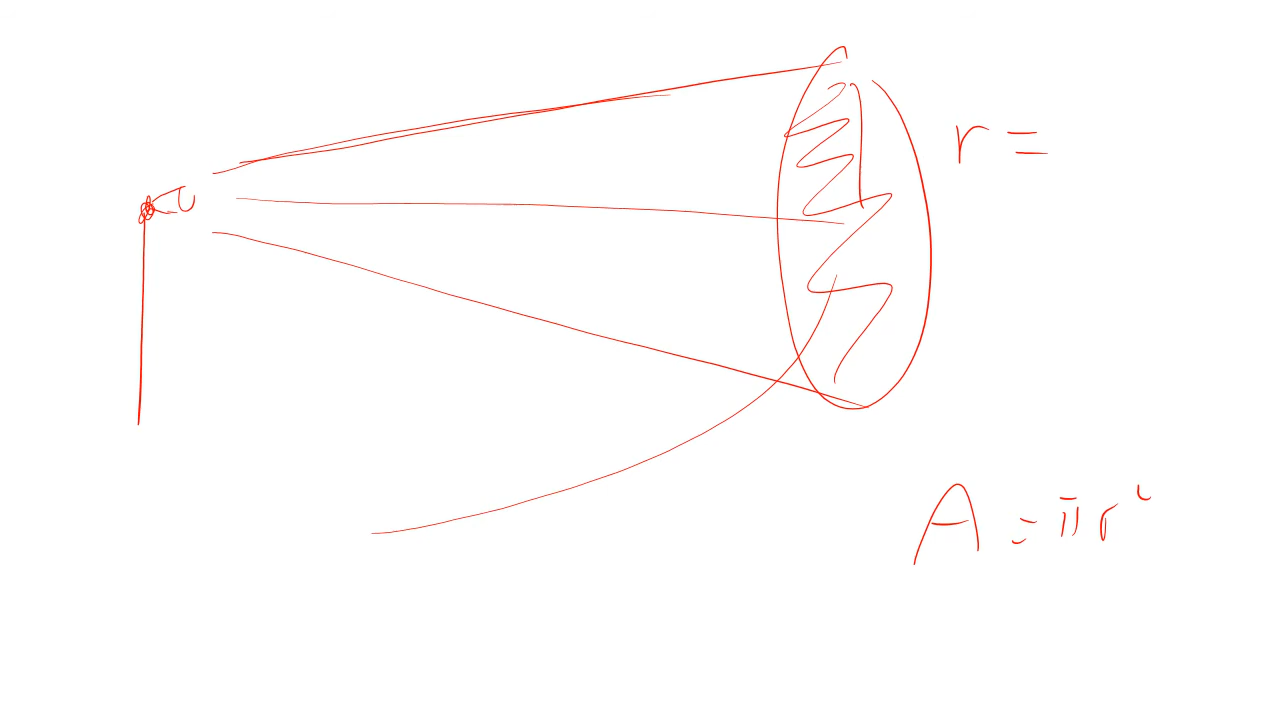 r =
A = πr²